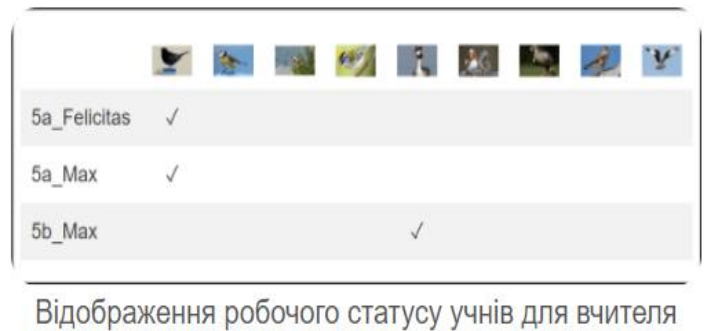 5a_Felicitas ✓
5a_Max ✓
5b_Max ✓
Відображення робочого статусу учнів для вчителя